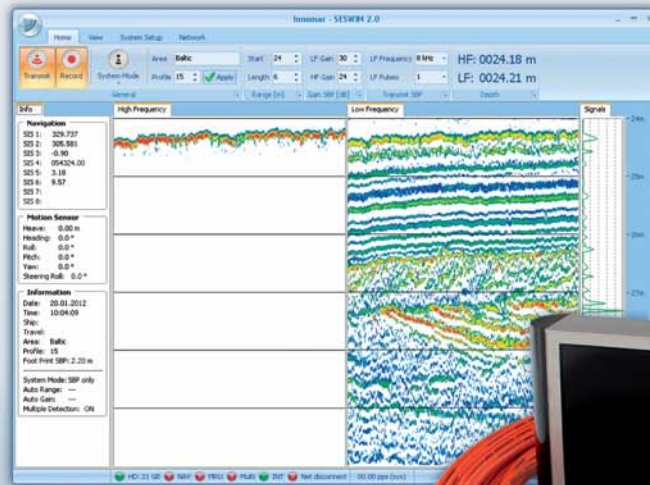 Innomar - SESWIN 2.0
Home View System Setup Network
Transmit Record System-Mode
Area Baltic
Profile 15 Apply
General
Start 24
Length 6
Range [m]
LF Gain 30
HF Gain 24
Gain SBP [dB]
LF Frequency 8 kHz
LF Pulses 1
Transmit SBP
HF: 0024.18 m
LF: 0024.21 m
Depth
Info
Navigation
SIS 1: 329.737
SIS 2: 305.581
SIS 3: -0.90
SIS 4: 054324.00
SIS 5: 3.18
SIS 6: 9.57
SIS 7:
SIS 8:
Motion Sensor
Heave: 0.00 m
Heading: 0.0 °
Roll: 0.0 °
Pitch: 0.0 °
Yaw: 0.0 °
Steering Roll: 0.0 °
Information
Date: 20.01.2012
Time: 10:04:09
Ship:
Travel:
Area: Baltic
Profile: 15
Foot Print SBP: 2.20 m
System Mode: SBP only
Auto Range: ---
Auto Gain: ---
Multiple Detection: ON
High Frequency
Low Frequency
Signals
24m
25m
26m
27m
HD: 21 GB NAV MRU Multi INT Net disconnect 00.00 pps (xxx)